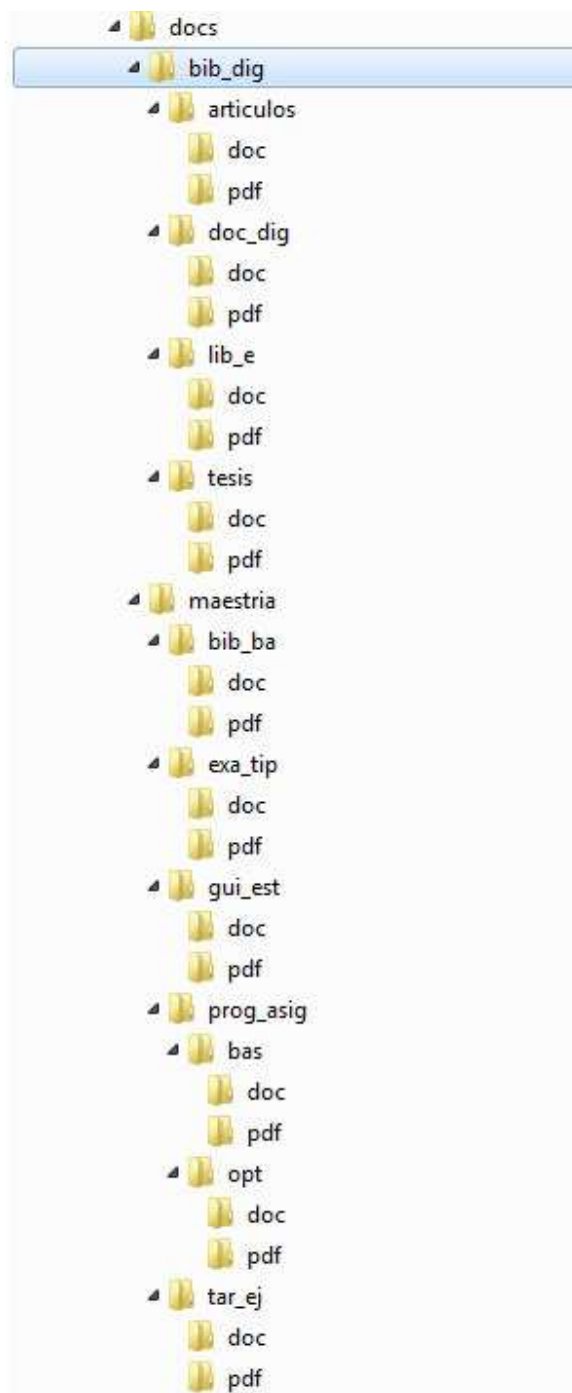 docs
bib_dig
articulos
doc
pdf
doc_dig
doc
pdf
lib_e
doc
pdf
tesis
doc
pdf
maestria
bib_ba
doc
pdf
exa_tip
doc
pdf
gui_est
doc
pdf
prog_asig
bas
doc
pdf
opt
doc
pdf
tar_ej
doc
pdf